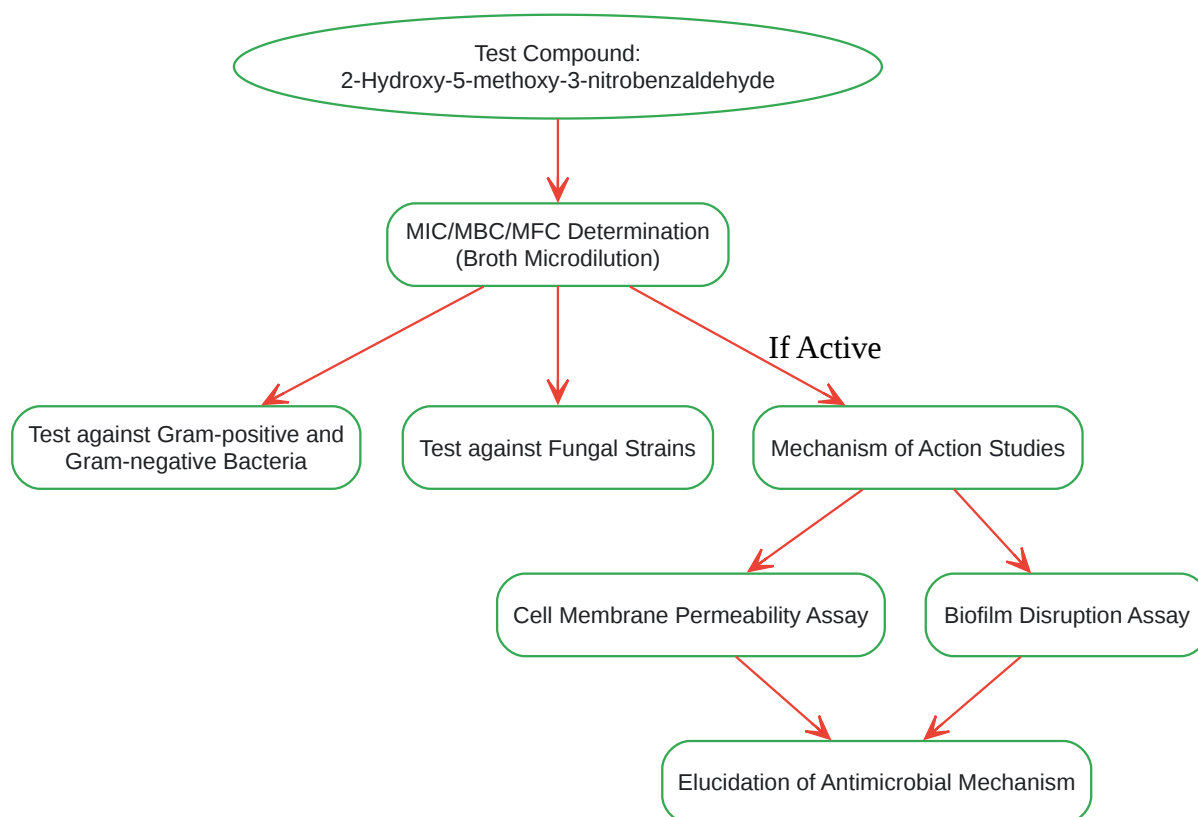 Test Compound:
2-Hydroxy-5-methoxy-3-nitrobenzaldehyde
MIC/MBC/MFC Determination
(Broth Microdilution)
If Active
Test against Gram-positive and
Gram-negative Bacteria
Test against Fungal Strains
Mechanism of Action Studies
Cell Membrane Permeability Assay
Biofilm Disruption Assay
Elucidation of Antimicrobial Mechanism